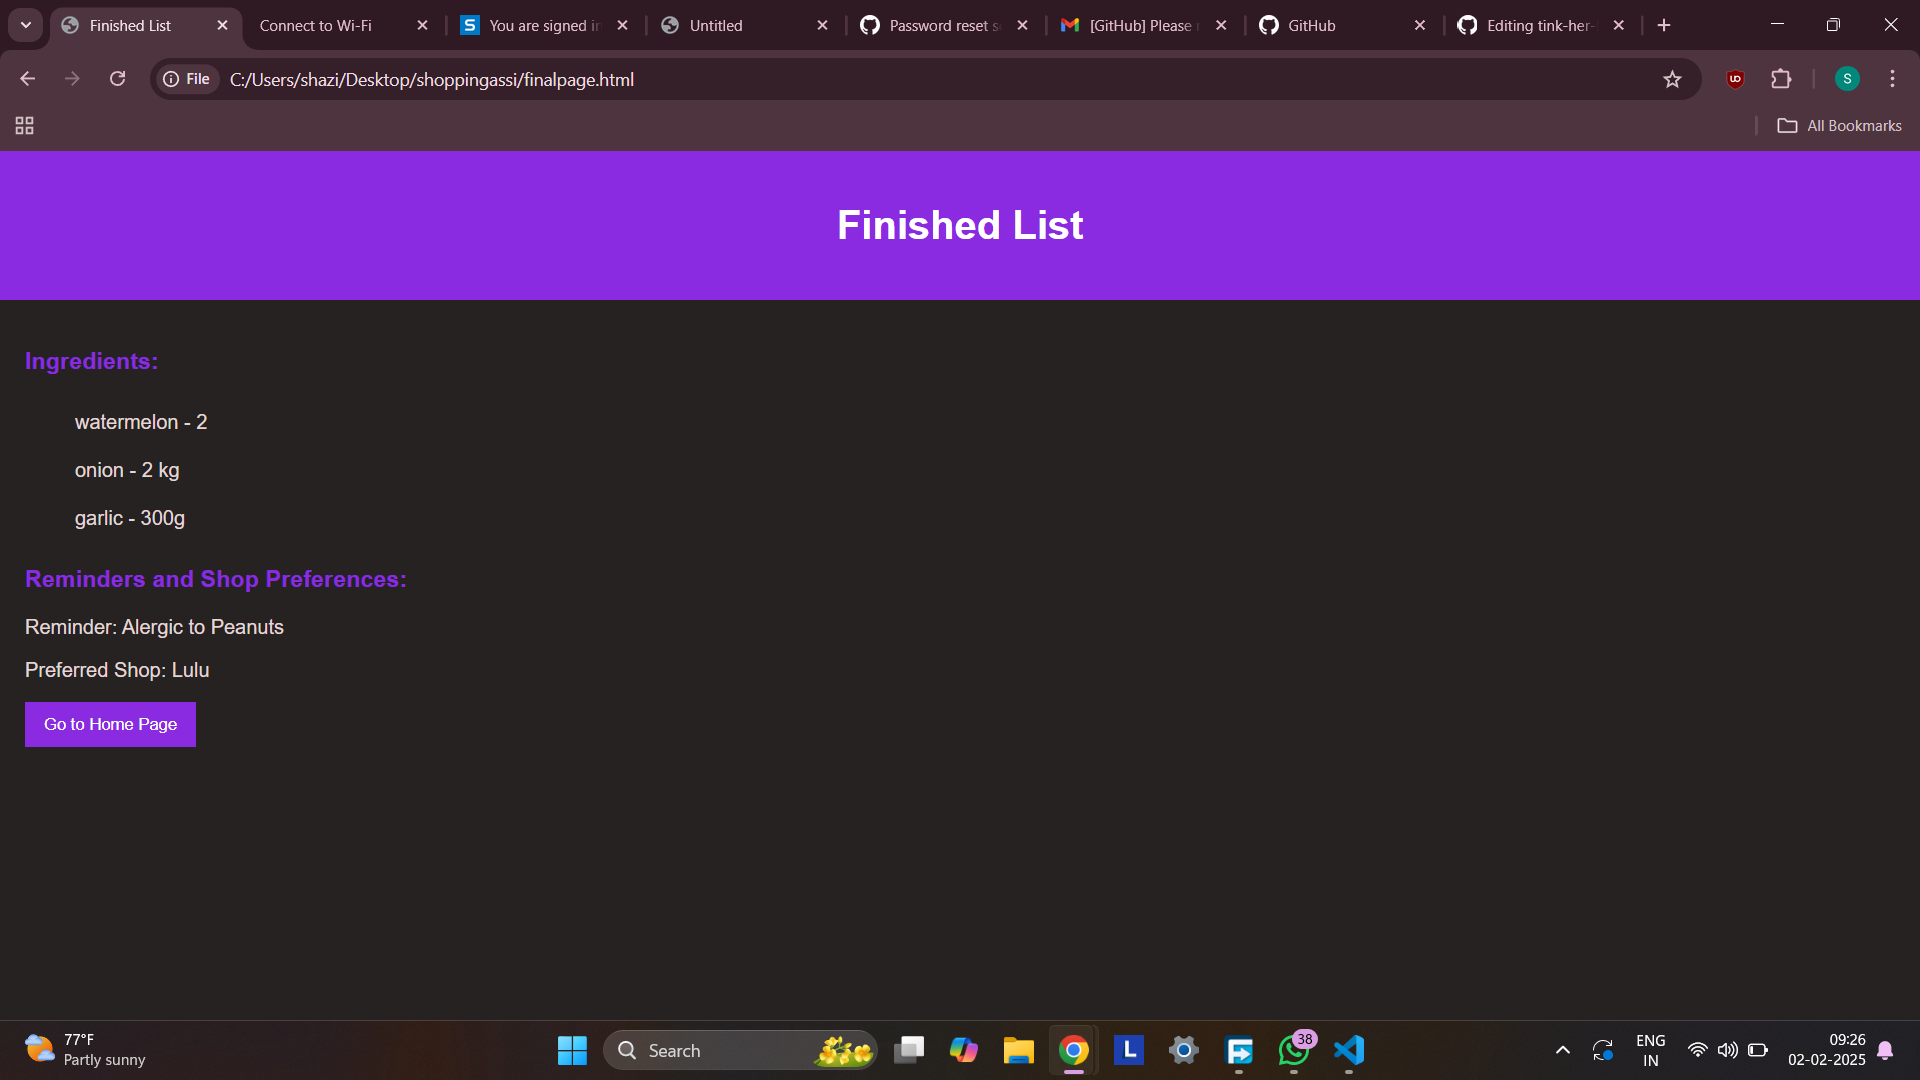 Finished List
Connect to Wi-Fi
You are signed i
Untitled
Password reset s
[GitHub] Please
GitHub
Editing tink-her-
File
C:/Users/shazi/Desktop/shoppingassi/finalpage.html
S
All Bookmarks
Finished List
Ingredients:
watermelon - 2
onion - 2 kg
garlic - 300g
Reminders and Shop Preferences:
Reminder: Alergic to Peanuts
Preferred Shop: Lulu
Go to Home Page
77°F
Partly sunny
Search
L
38
ENG
IN
09:26
02-02-2025